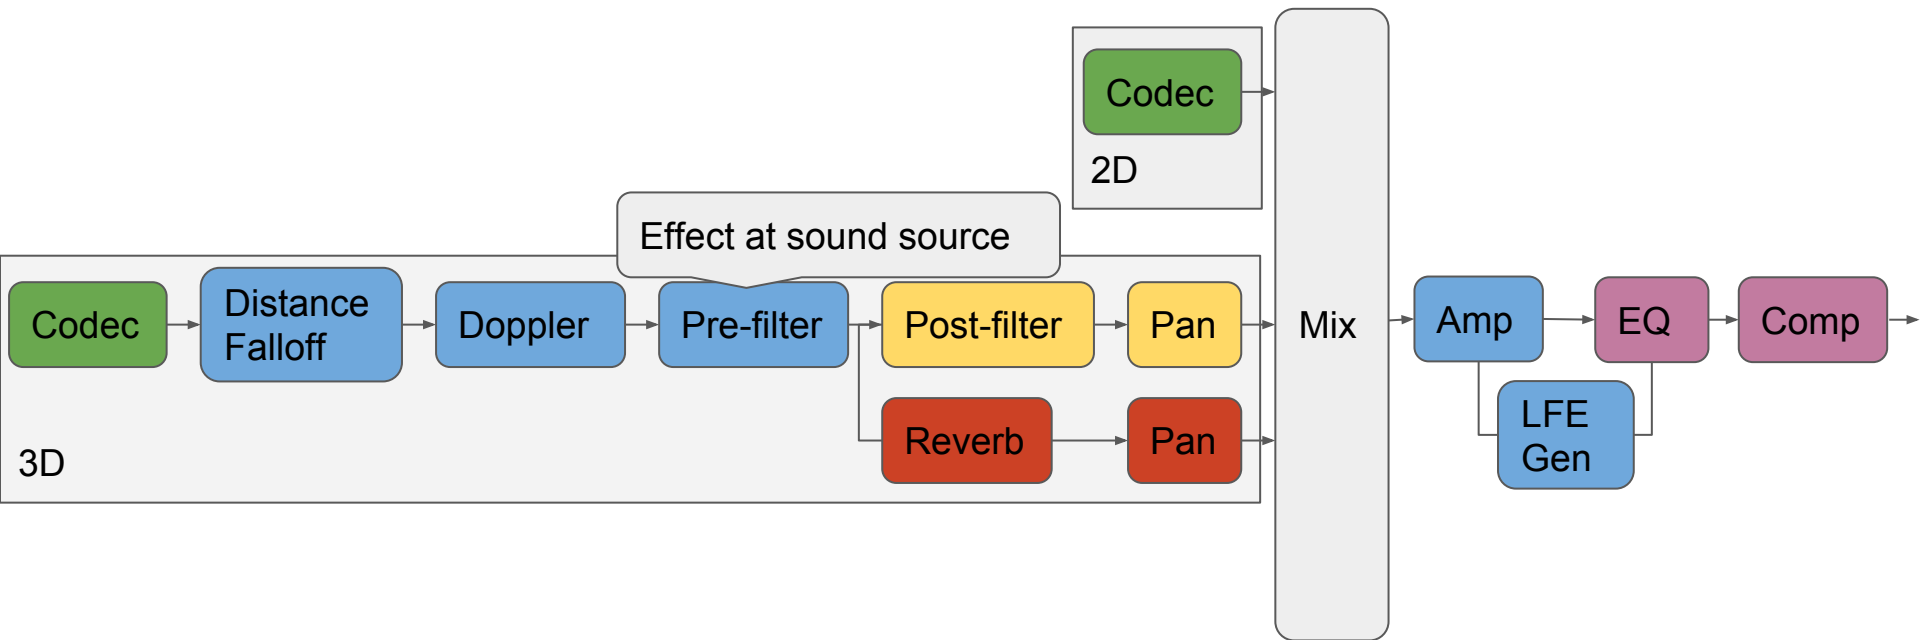 Codec
2D
Effect at sound source
Codec
Distance
Falloff
Doppler
Pre-filter
Post-filter
Pan
Reverb
Pan
3D
Mix
Amp
LFE
Gen
EQ
Comp